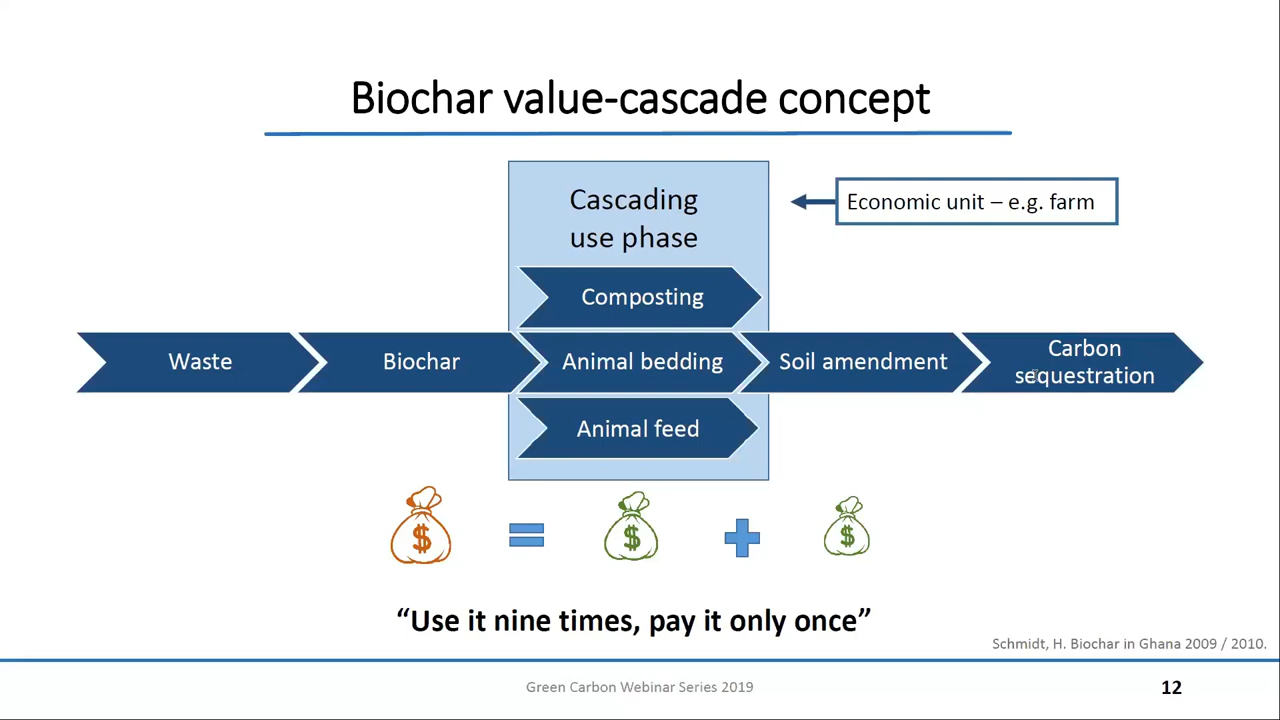 Biochar value-cascade concept
Cascading
use phase
Economic unit – e.g. farm
Composting
Waste
Biochar
Animal bedding
Soil amendment
Carbon
sequestration
Animal feed
$
$
$
“Use it nine times, pay it only once”
Schmidt, H. Biochar in Ghana 2009 / 2010.
Green Carbon Webinar Series 2019
12